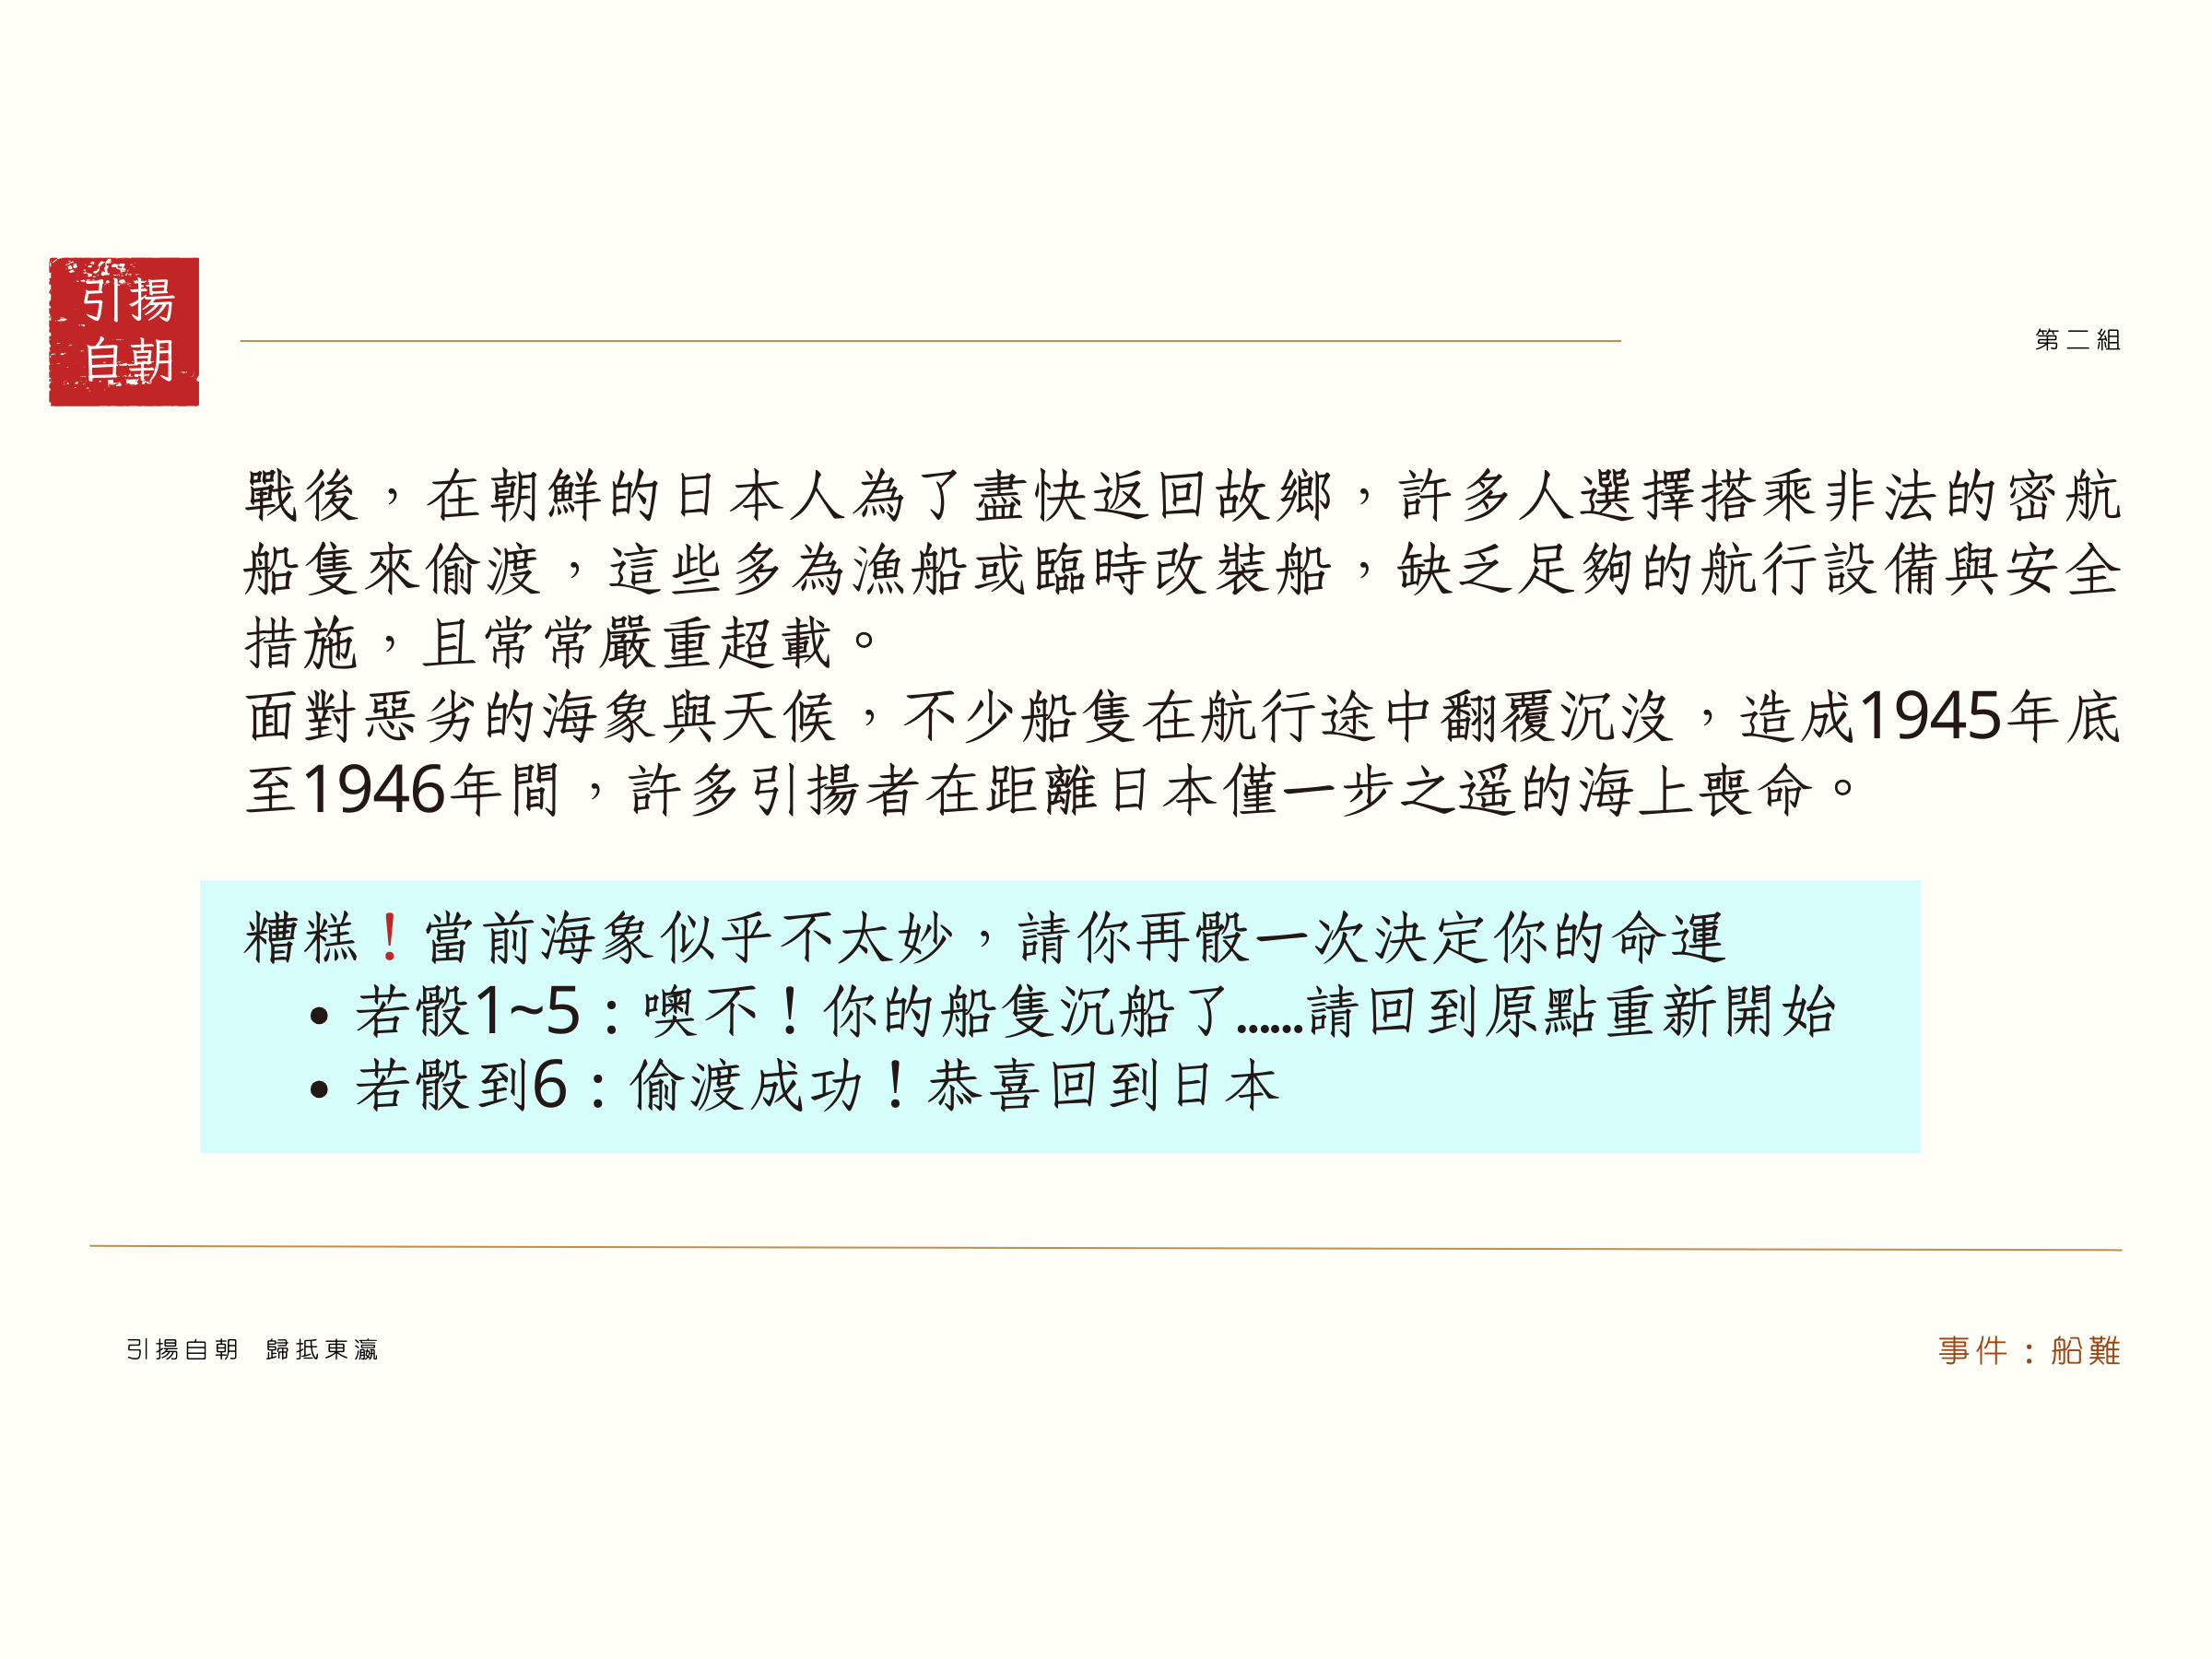 引揚
自朝
第二組
戰後，在朝鮮的日本人為了盡快返回故鄉，許多人選擇搭乘非法的密航
船隻來偷渡，這些多為漁船或臨時改裝船，缺乏足夠的航行設備與安全
措施，且常常嚴重超載。
面對惡劣的海象與天候，不少船隻在航行途中翻覆沉沒，造成1945年底
至1946年間，許多引揚者在距離日本僅一步之遥的海上喪命。
糟糕！當前海象似乎不太妙，請你再骰一次決定你的命運
• 若骰1~5：噢不！你的船隻沉船了......請回到原點重新開始
• 若骰到6：偷渡成功！恭喜回到日本
引揚自朝 歸抵東瀛
事件：船難